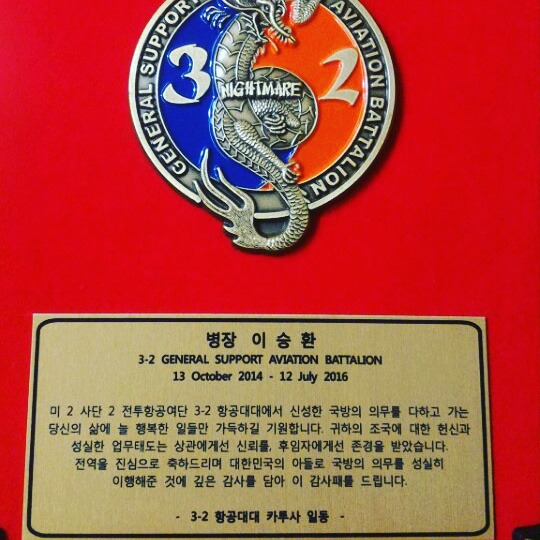 GENERAL SUPPORT AVIATION BATTALION
3 2
NIGHTMARE
병장 이승환
3-2 GENERAL SUPPORT AVIATION BATTALION
13 October 2014 - 12 July 2016
미 2 사단 2 전투항공여단 3-2 항공대대에서 신성한 국방의 의무를 다하고 가는
당신의 삶에 늘 행복한 일들만 가득하길 기원합니다. 귀하의 조국에 대한 헌신과
성실한 업무태도는 상관에게선 신뢰를, 후임자에게선 존경을 받았습니다.
전역을 진심으로 축하드리며 대한민국의 아들로 국방의 의무를 성실히
이행해준 것에 깊은 감사를 담아 이 감사패를 드립니다.
- 3-2 항공대대 카투사 일동 -